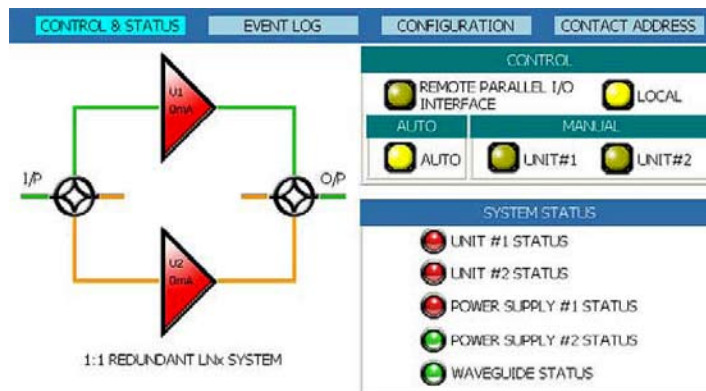 CONTROL & STATUS
EVENT LOG
CONFIGURATION
CONTACT ADDRESS
U1
0mA
I/P
O/P
U2
0mA
1:1 REDUNDANT LNx SYSTEM
CONTROL
REMOTE PARALLEL I/O
INTERFACE
LOCAL
AUTO
MANUAL
AUTO
UNIT#1
UNIT#2
SYSTEM STATUS
UNIT #1 STATUS
UNIT #2 STATUS
POWER SUPPLY #1 STATUS
POWER SUPPLY #2 STATUS
WAVEGUIDE STATUS